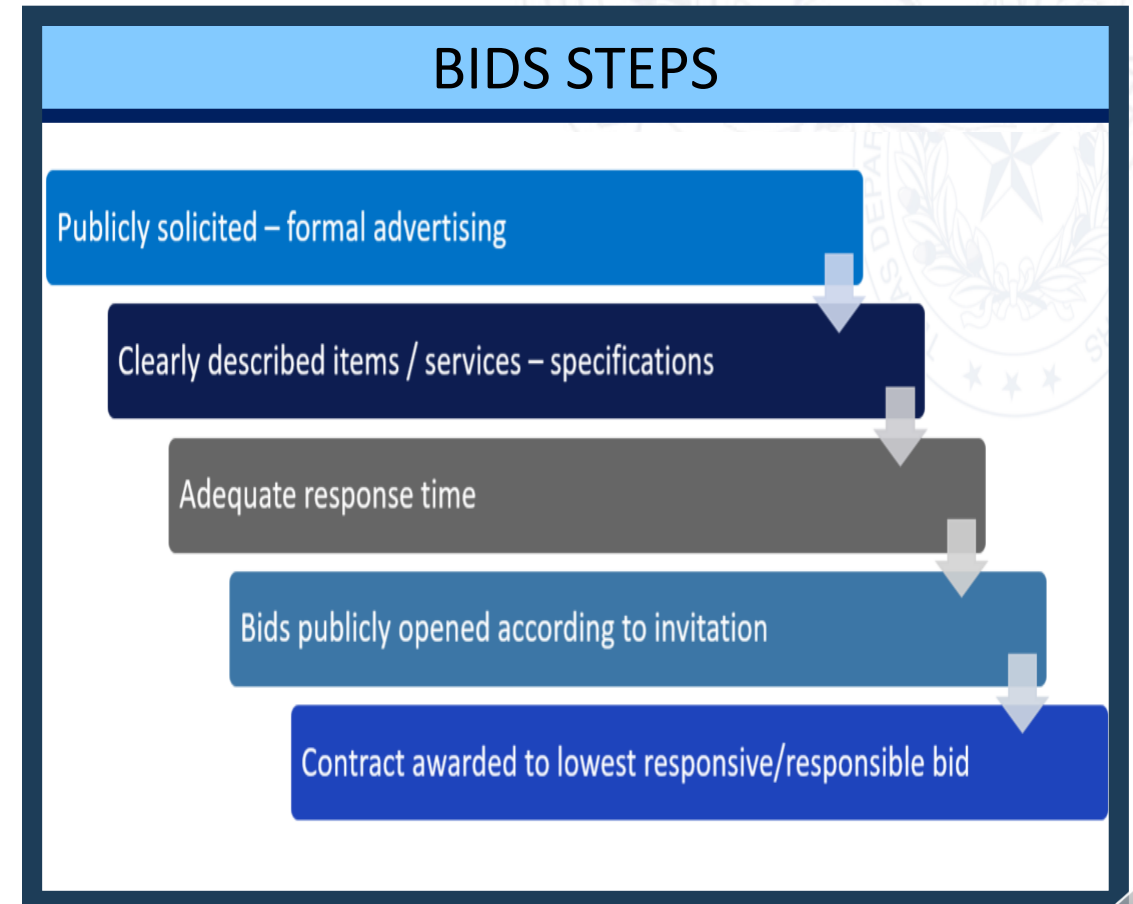 BIDS STEPS
Publicly solicited – formal advertising
Clearly described items / services – specifications
Adequate response time
Bids publicly opened according to invitation
Contract awarded to lowest responsive/responsible bid